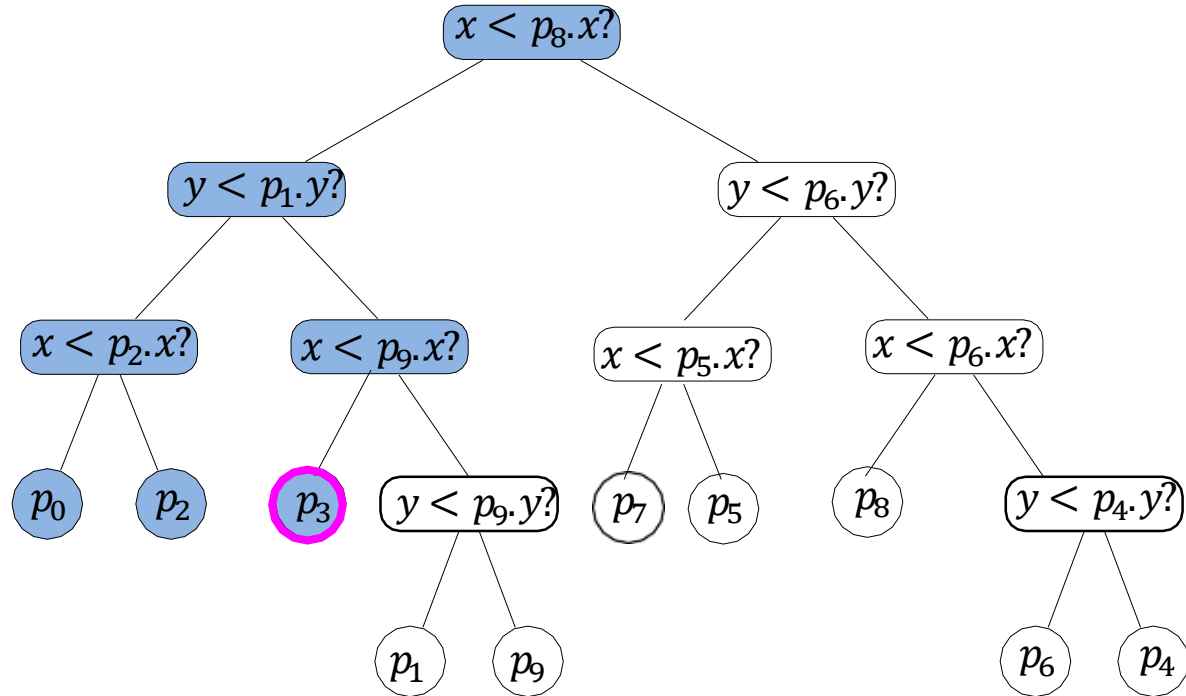 x < p₈.x?
y < p₁.y?
y < p₆.y?
x < p₂.x?
x < p₉.x?
x < p₅.x?
x < p₆.x?
p₀
p₂
p₃
y < p₉.y?
p₇
p₅
p₈
y < p₄.y?
p₁
p₉
p₆
p₄